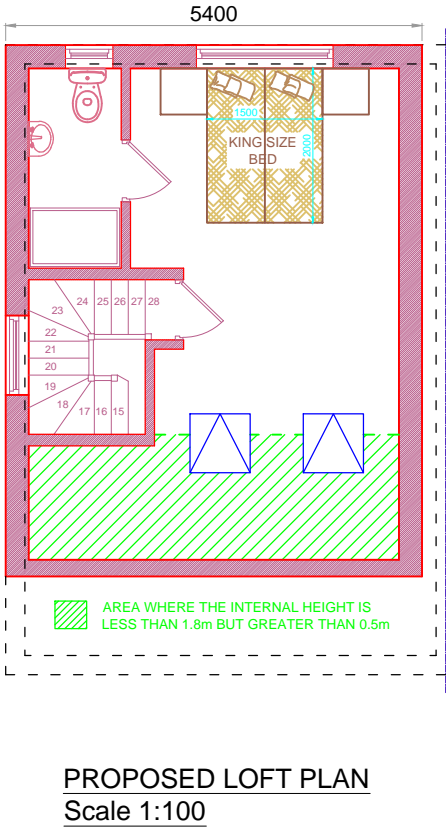 5400
1500
2000
KING SIZE
BED
24 25 26 27 28
23
22
21
20
19
18 17 16 15
AREA WHERE THE INTERNAL HEIGHT IS
LESS THAN 1.8m BUT GREATER THAN 0.5m
PROPOSED LOFT PLAN
Scale 1:100